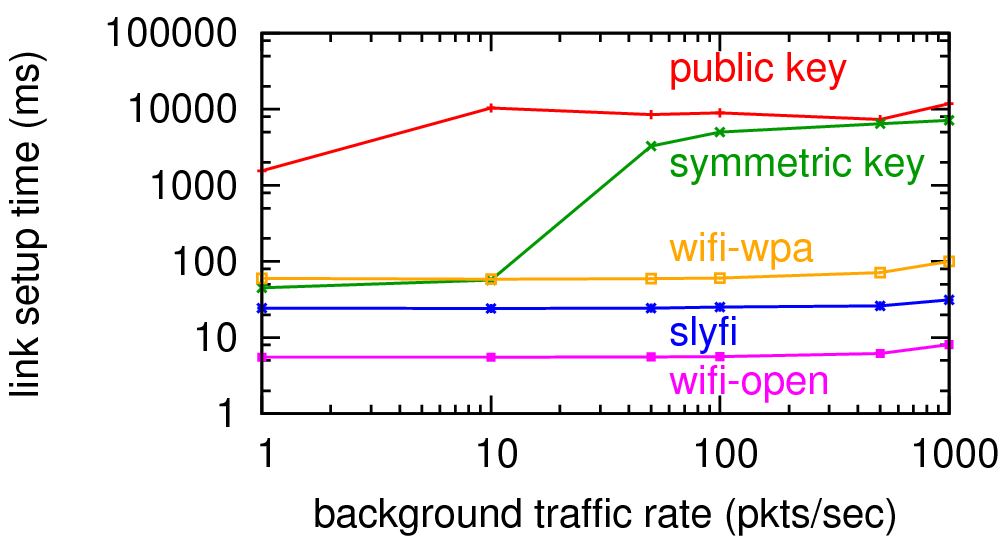 link setup time (ms)
100000
10000
1000
100
10
1
public key
symmetric key
wifi-wpa
slyfi
wifi-open
1 10 100 1000
background traffic rate (pkts/sec)